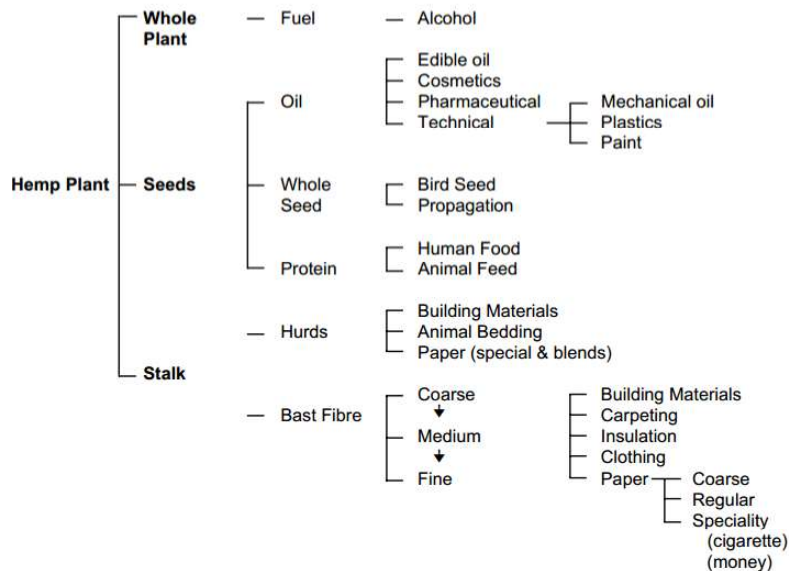 Whole Plant
Fuel
Alcohol
Edible oil
Cosmetics
Oil
Pharmaceutical
Mechanical oil
Technical
Plastics
Paint
Hemp Plant
Seeds
Whole
Seed
Bird Seed
Propagation
Protein
Human Food
Animal Feed
Hurds
Building Materials
Animal Bedding
Paper (special & blends)
Stalk
Bast Fibre
Coarse
Medium
Fine
Building Materials
Carpeting
Insulation
Clothing
Paper
Coarse
Regular
Speciality
(cigarette)
(money)